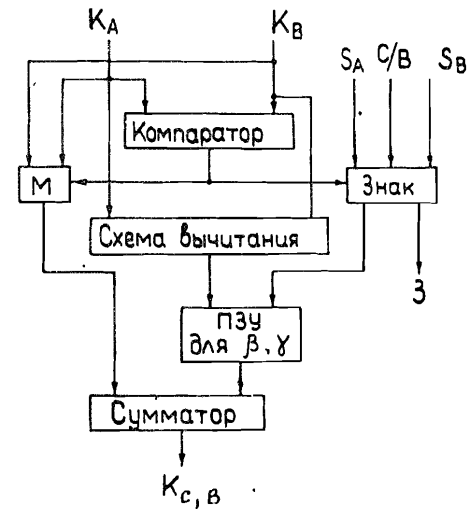 K_A K_B
S_A С/В S_B
Компаратор
М
Знак
Схема вычитания
З
ПЗУ
для β, γ
Сумматор
K_C, B